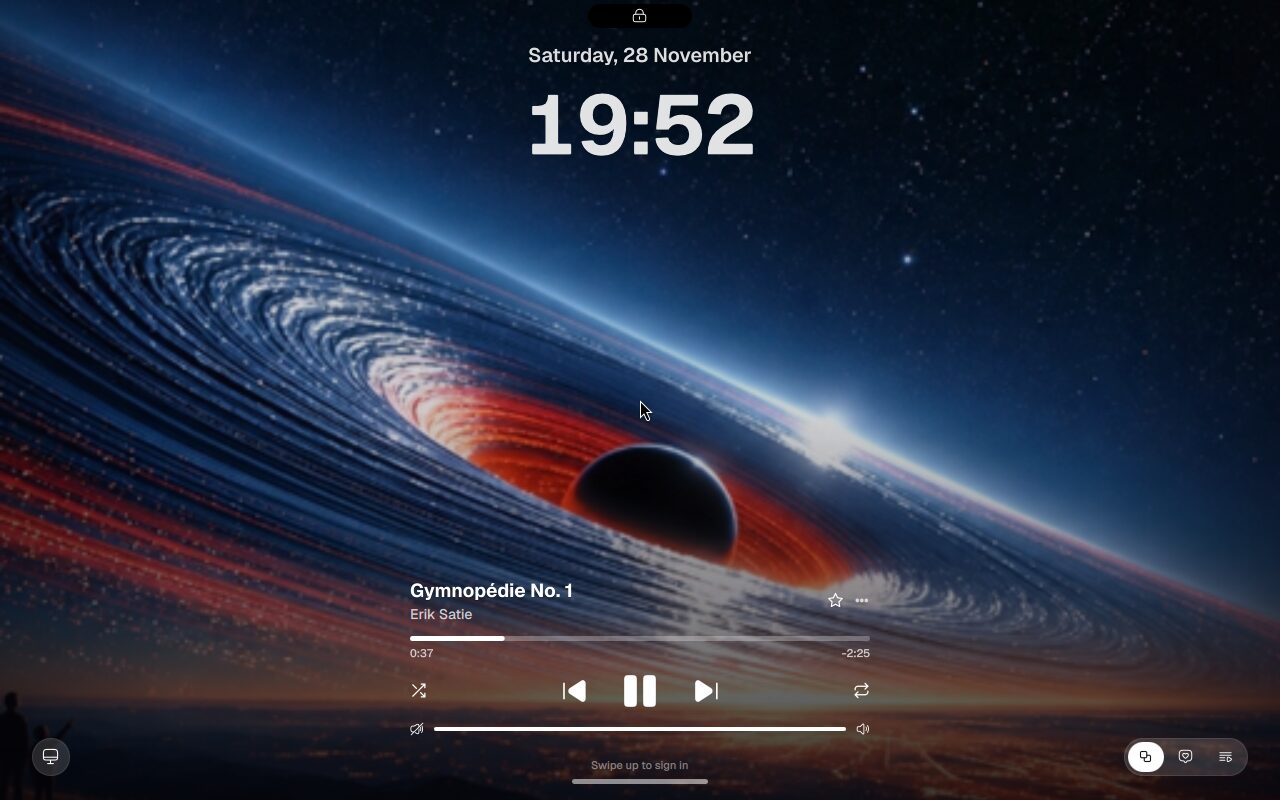 Saturday, 28 November
19:52
Gymnopédie No. 1
Erik Satie
0:37
-2:25
Swipe up to sign in